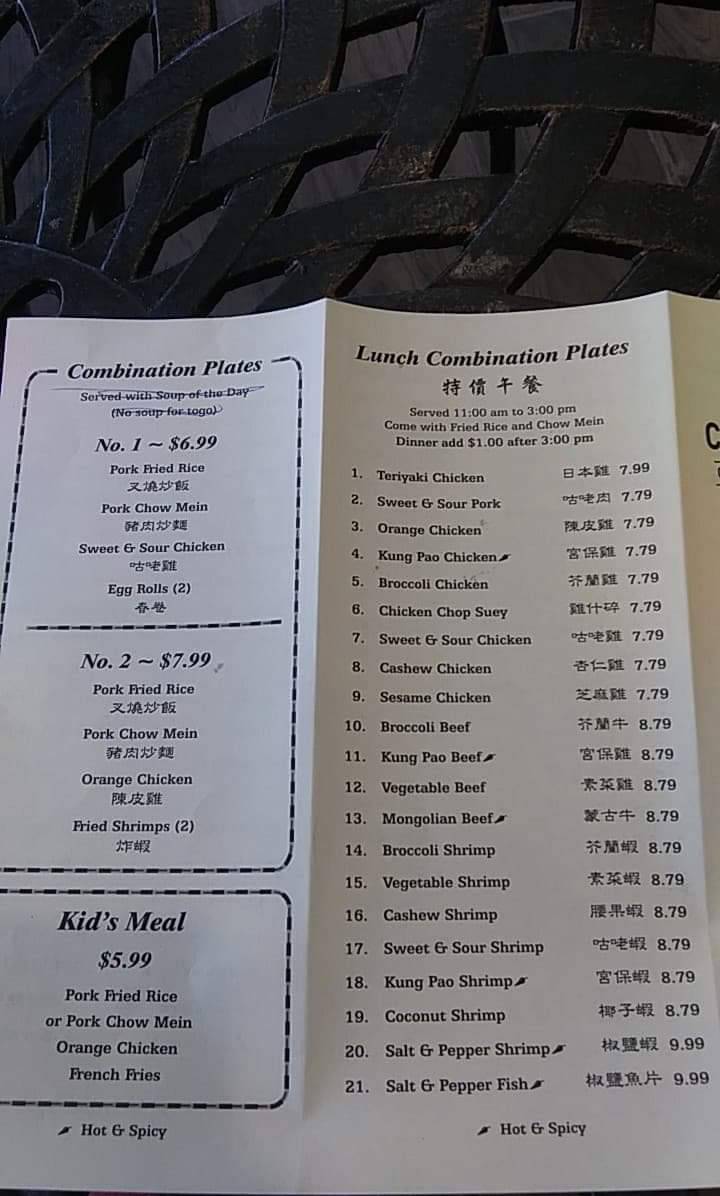 Combination Plates
Served with Soup of the Day
(No soup for togo)
No. 1 ~ $6.99
Pork Fried Rice
叉燒炒飯
Pork Chow Mein
豬肉炒麵
Sweet & Sour Chicken
咕咾雞
Egg Rolls (2)
春卷
No. 2 ~ $7.99
Pork Fried Rice
叉燒炒飯
Pork Chow Mein
豬肉炒麵
Orange Chicken
陳皮雞
Fried Shrimps (2)
炸蝦
Kid's Meal
$5.99
Pork Fried Rice
or Pork Chow Mein
Orange Chicken
French Fries
Hot & Spicy
Lunch Combination Plates
特價午餐
Served 11:00 am to 3:00 pm
Come with Fried Rice and Chow Mein
Dinner add $1.00 after 3:00 pm
1. Teriyaki Chicken 日本雞 7.99
2. Sweet & Sour Pork 咕咾肉 7.79
3. Orange Chicken 陳皮雞 7.79
4. Kung Pao Chicken 宮保雞 7.79
5. Broccoli Chicken 芥蘭雞 7.79
6. Chicken Chop Suey 雞什碎 7.79
7. Sweet & Sour Chicken 咕咾雞 7.79
8. Cashew Chicken 杏仁雞 7.79
9. Sesame Chicken 芝麻雞 7.79
10. Broccoli Beef 芥蘭牛 8.79
11. Kung Pao Beef 宮保雞 8.79
12. Vegetable Beef 素菜雞 8.79
13. Mongolian Beef 蒙古牛 8.79
14. Broccoli Shrimp 芥蘭蝦 8.79
15. Vegetable Shrimp 素菜蝦 8.79
16. Cashew Shrimp 腰果蝦 8.79
17. Sweet & Sour Shrimp 咕咾蝦 8.79
18. Kung Pao Shrimp 宮保蝦 8.79
19. Coconut Shrimp 椰子蝦 8.79
20. Salt & Pepper Shrimp 椒鹽蝦 9.99
21. Salt & Pepper Fish 椒鹽魚片 9.99
Hot & Spicy